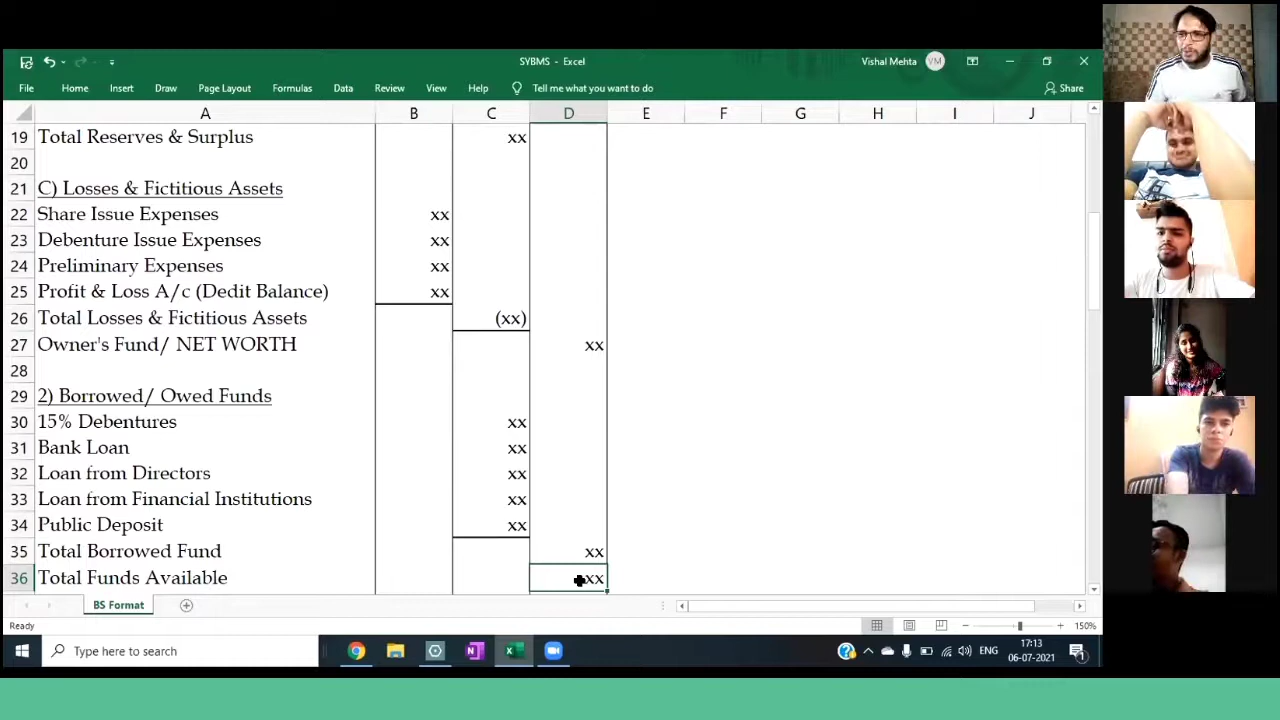 SYBMS - Excel
Vishal Mehta VM
File Home Insert Draw Page Layout Formulas Data Review View Help Tell me what you want to do Share
A B C D E F G H I J
19 Total Reserves & Surplus xx
20
21 C) Losses & Fictitious Assets
22 Share Issue Expenses xx
23 Debenture Issue Expenses xx
24 Preliminary Expenses xx
25 Profit & Loss A/c (Dedit Balance) xx
26 Total Losses & Fictitious Assets (xx)
27 Owner's Fund/ NET WORTH xx
28
29 2) Borrowed/ Owed Funds
30 15% Debentures xx
31 Bank Loan xx
32 Loan from Directors xx
33 Loan from Financial Institutions xx
34 Public Deposit xx
35 Total Borrowed Fund xx
36 Total Funds Available xx
BS Format
Ready 150%
Type here to search ENG 17:13
06-07-2021 1